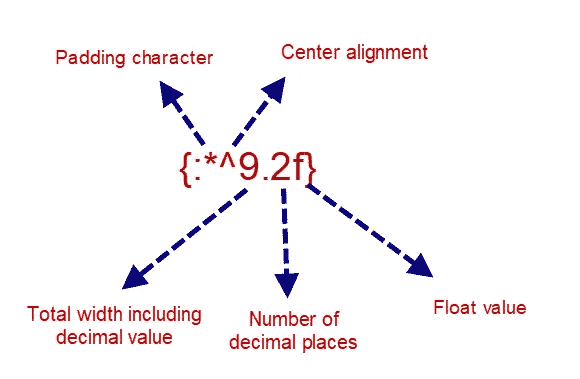 Padding character
Center alignment
{:*^9.2f}
Total width including
decimal value
Number of
decimal places
Float value